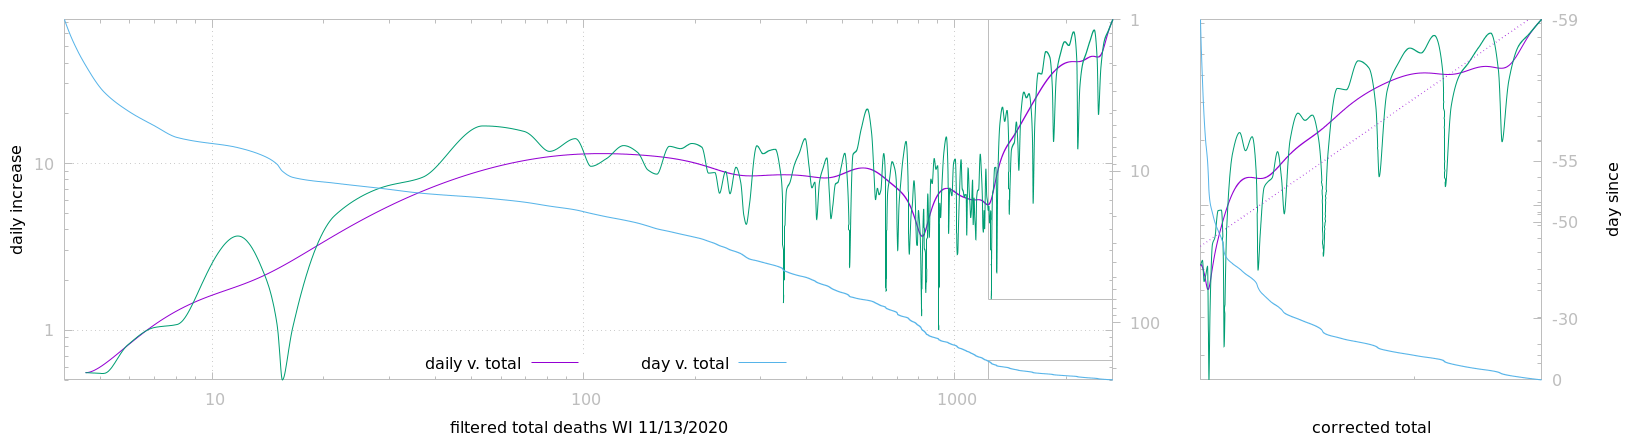 1 -59
daily increase 10 10 -55 day since
-50
1 100 -30
daily v. total day v. total
0
10 100 1000
filtered total deaths WI 11/13/2020 corrected total